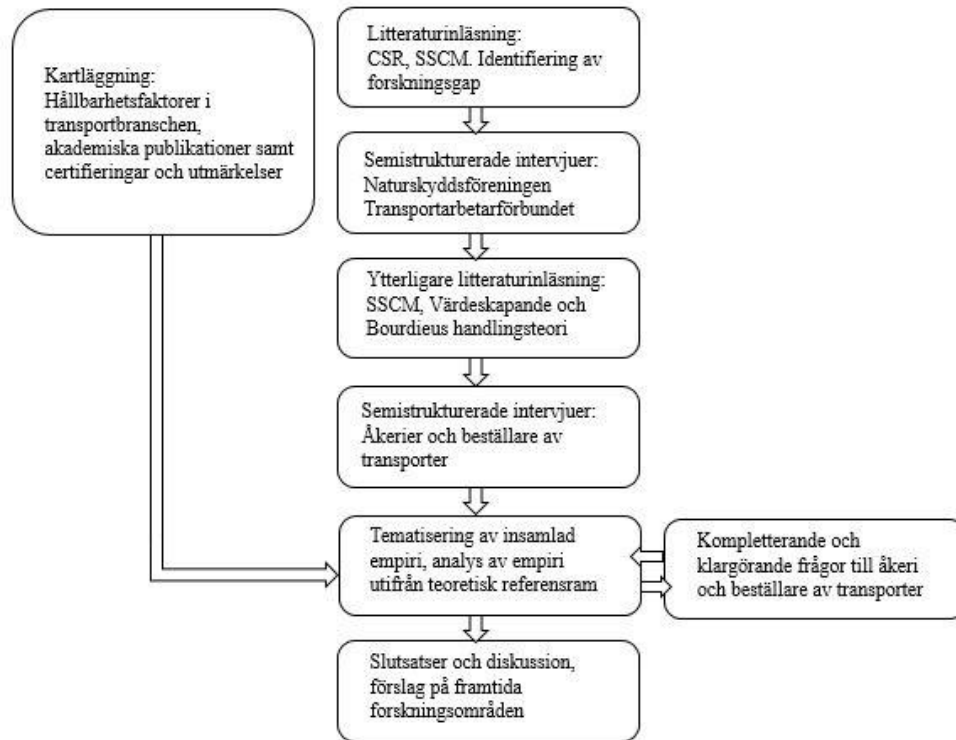 Kartläggning:
Hållbarhetsfaktorer i
transportbranschen,
akademiska publikationer samt
certifieringar och utmärkelser
Litteraturinläsning:
CSR, SSCM. Identifiering av
forskningsgap
Semistrukturerade intervjuer:
Naturskyddsföreningen
Transportarbetarförbundet
Ytterligare litteraturinläsning:
SSCM, Värdeskapande och
Bourdieus handlingsteori
Semistrukturerade intervjuer:
Åkerier och beställare av
transporter
Tematisering av insamlad
empiri, analys av empiri
utifrån teoretisk referensram
Kompletterande och
klargörande frågor till åkeri
och beställare av transporter
Slutsatser och diskussion,
förslag på framtida
forskningsområden